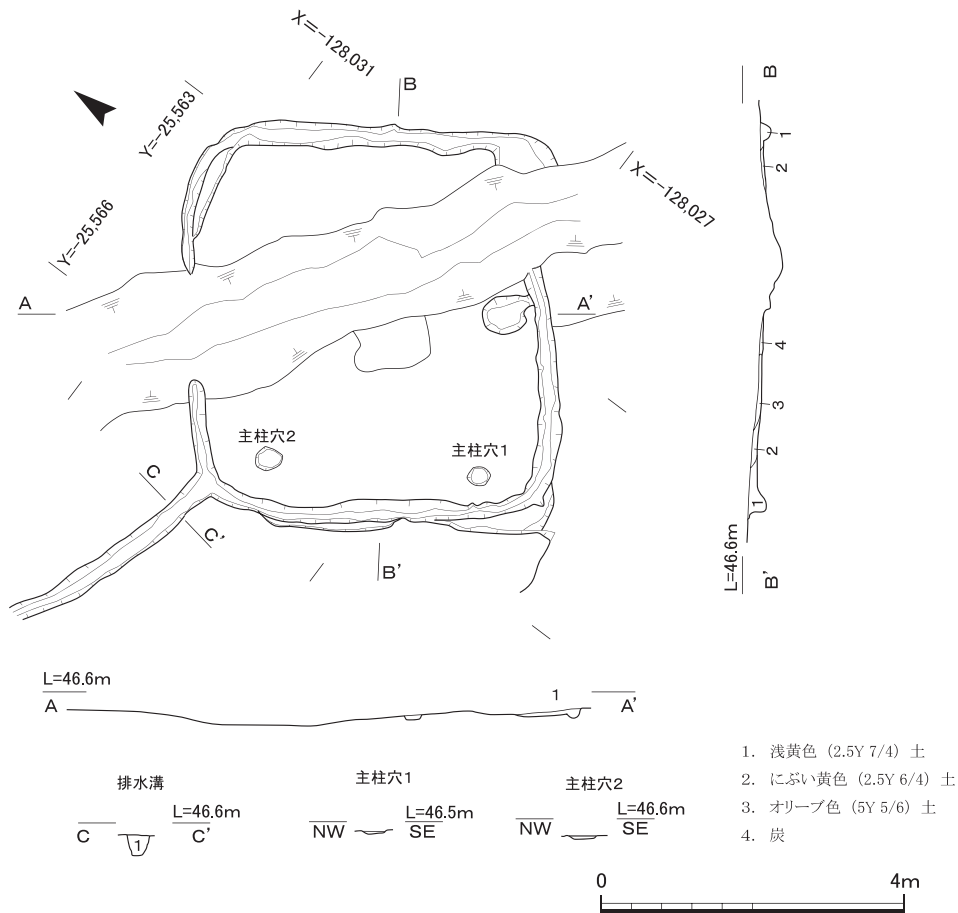 X=-128,031
B
Y=-25,563
Y=-25,566
X=-128,027
A
A'
主柱穴2
主柱穴1
C
C'
B'
B
1
2
4
3
2
1
L=46.6m
B'
L=46.6m
A
1
A'
排水溝
L=46.6m
C
1
C'
主柱穴1
L=46.5m
NW
SE
主柱穴2
L=46.6m
NW
SE
1. 浅黄色 (2.5Y 7/4) 土
2. にぶい黄色 (2.5Y 6/4) 土
3. オリーブ色 (5Y 5/6) 土
4. 炭
0
4m